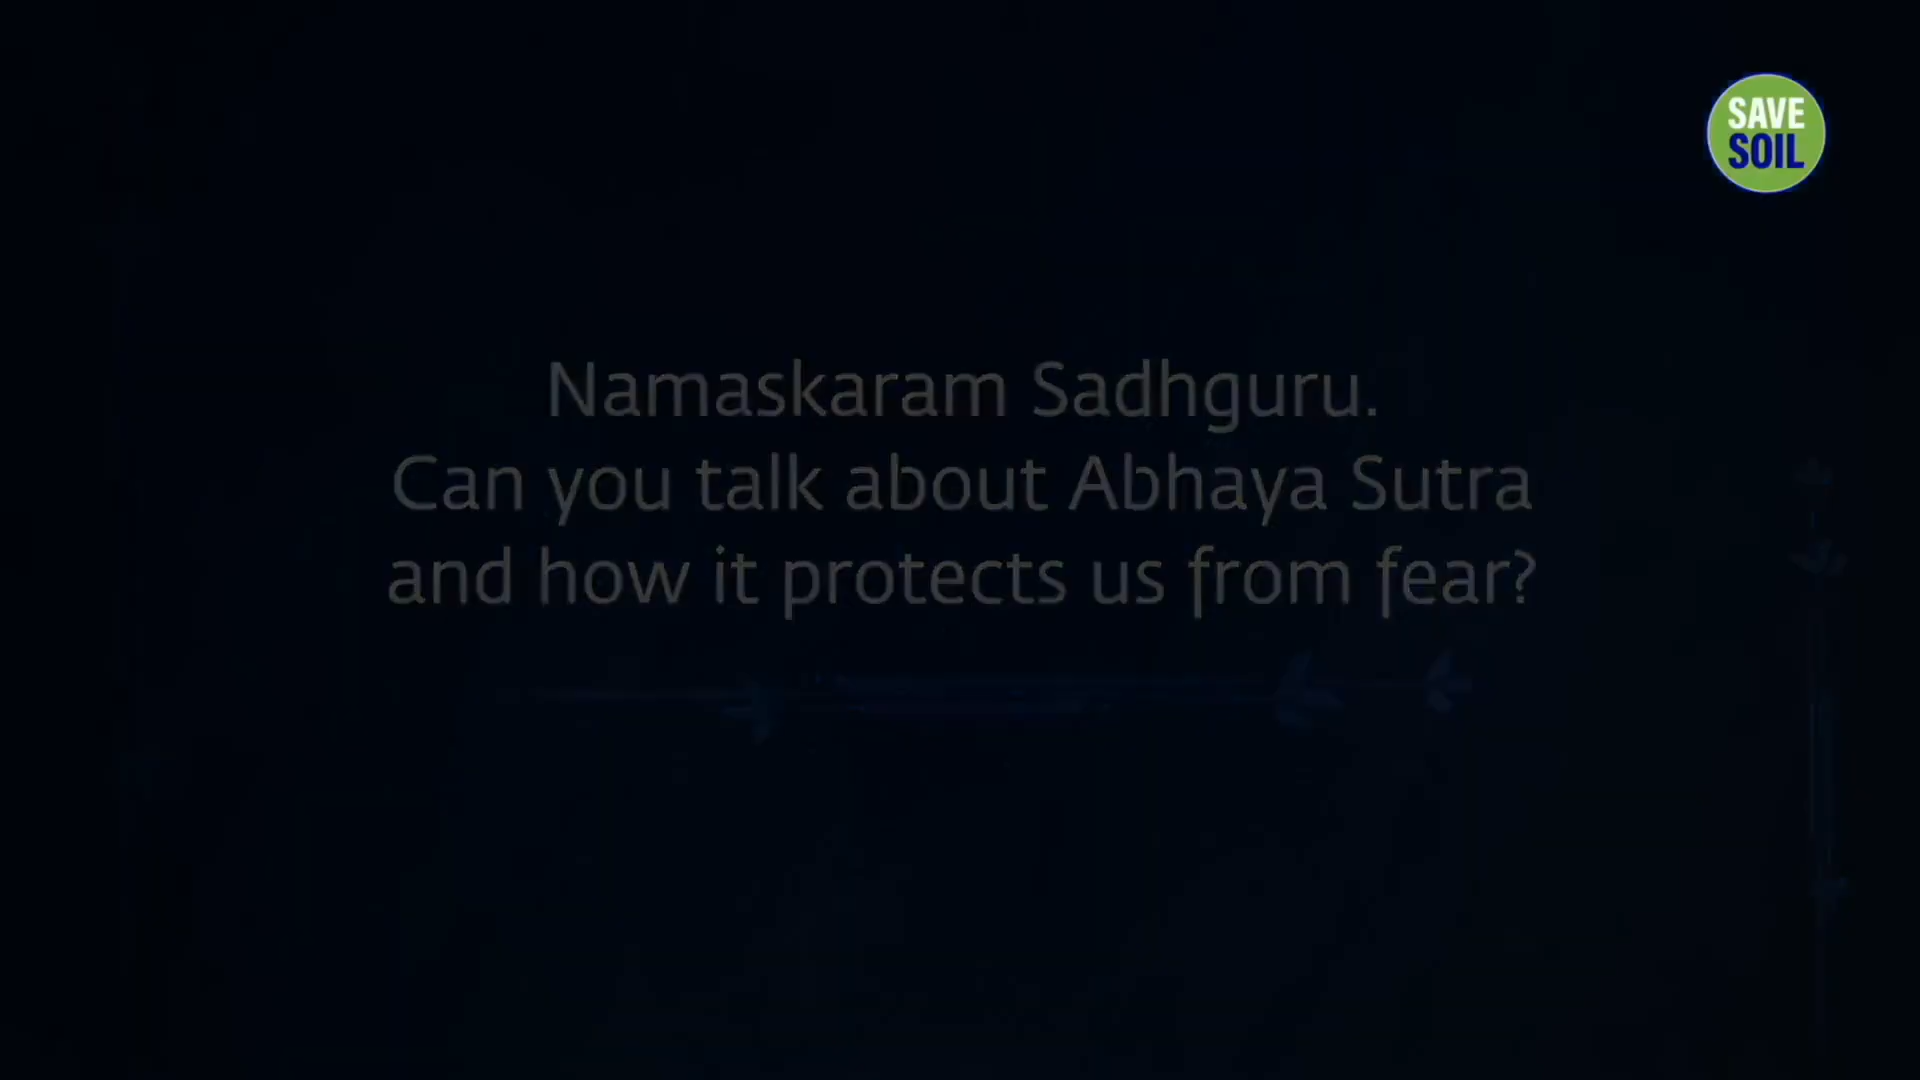 SAVE
SOIL
Namaskaram Sadhguru.
Can you talk about Abhaya Sutra
and how it protects us from fear?